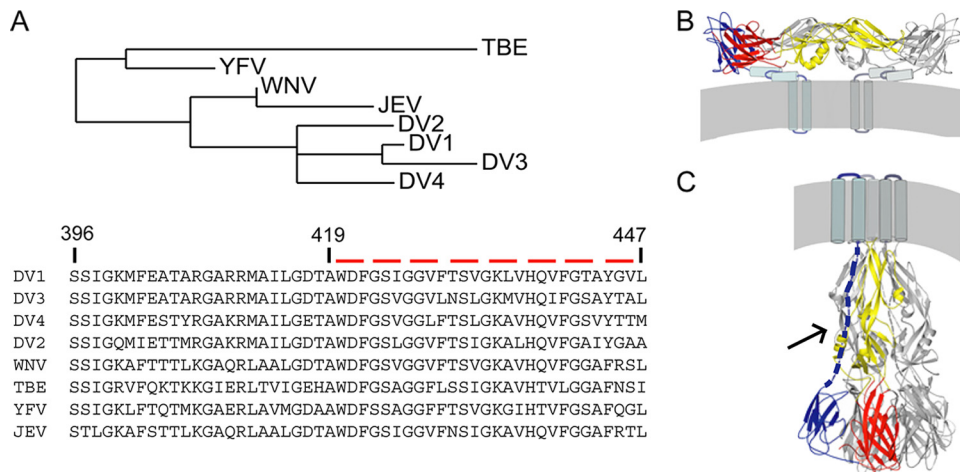 A
TBE
YFV
WNV
JEV
DV2
DV1
DV3
DV4
396 419 447
DV1 SSIGKMFEATARGARRMAILGDTAWDFGSIGGVFTSVGKLVHQVFGTAYGVL
DV3 SSIGKMFEATARGARRMAILGDTAWDFGSVGGVLNSLGKMVHQIFGSAYTAL
DV4 SSIGKMFESTYRGAKRMAILGETAWDFGSVGGLFTSLGKAVHQVFGSVYTTM
DV2 SSIGQMIETTMRGAKRMAILGDTAWDFGSLGGVFTSIGKALHQVFGAIYGAA
WNV SSIGKAFTTTLKGAQRLAALGDTAWDFGSVGGVFTSVGKAVHQVFGGAFRSL
TBE SSIGRVFQKTKKGIERLTVIGEHAWDFGSAGGFLSSIGKAVHTVLGGAFNSI
YFV SSIGKLFTQTMKGAERLAVMGDAAWDFSSAGGFFTSVGKGIHTVFGSAFQGL
JEV STLGKAFSTTLKGAQRLAALGDTAWDFGSIGGVFNSIGKAVHQVFGGAFRTL
B
C